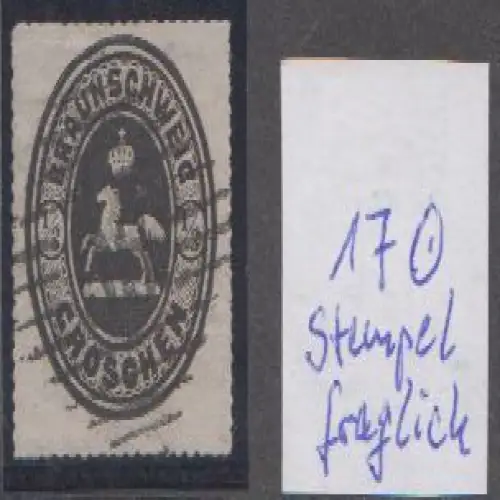 BRAUNSCHWEIG
GROSCHEN
17 ⊙
Stempel
fraglich